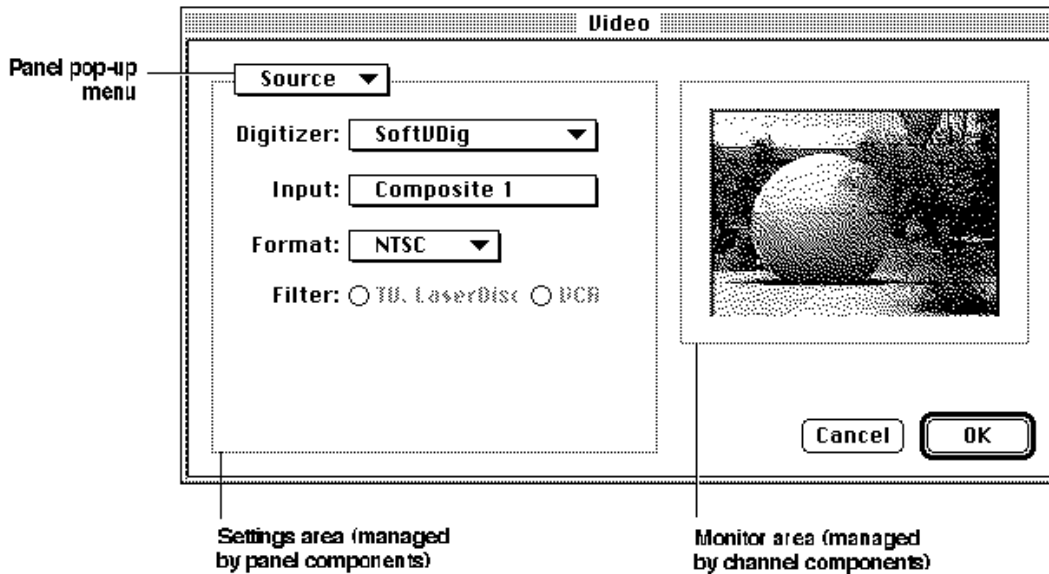 Video
Panel pop-up
menu
Source
Digitizer: SoftVDig
Input: Composite 1
Format: NTSC
Filter: TV, LaserDisc VCR
Cancel OK
Settings area (managed
by panel components)
Monitor area (managed
by channel components)